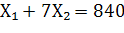 X₁ + 7X₂ = 840